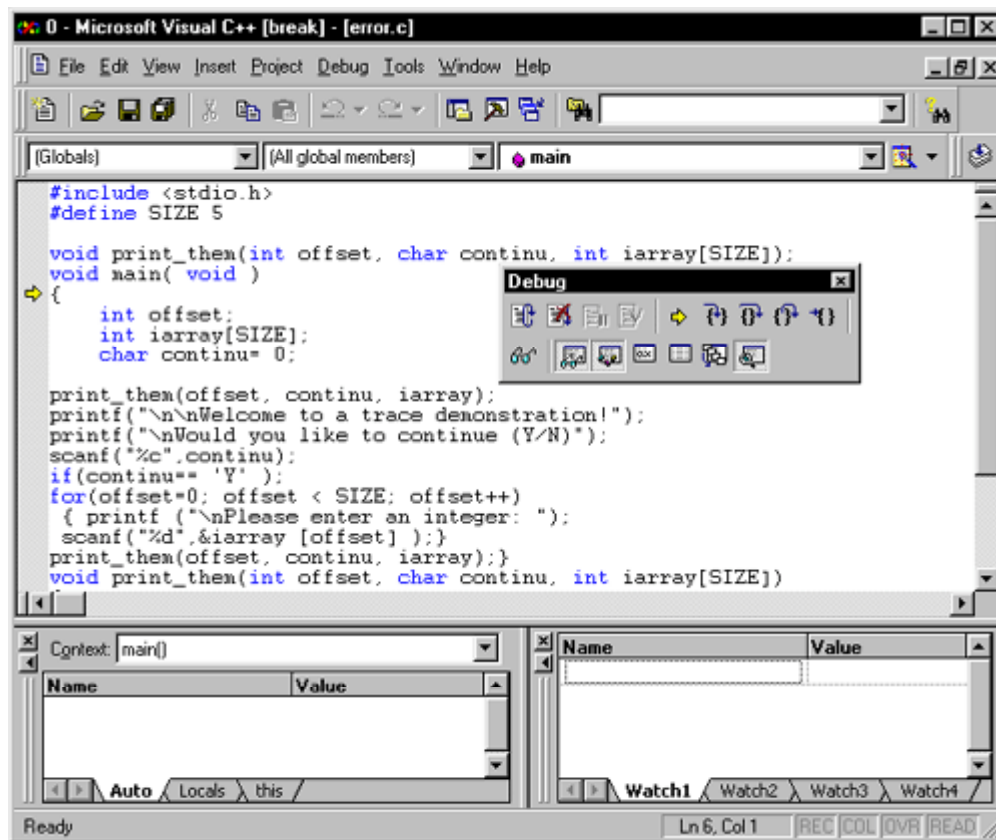 0 - Microsoft Visual C++ [break] - [error.c]
File Edit View Insert Project Debug Tools Window Help
(Globals) (All global members) main
#include <stdio.h>
#define SIZE 5
void print_them(int offset, char continu, int iarray[SIZE]);
void main( void )
{
int offset;
int iarray[SIZE];
char continu= 0;
print_them(offset, continu, iarray);
printf("\n\nWelcome to a trace demonstration!");
printf("\nWould you like to continue (Y/N)");
scanf("%c",continu);
if(continu== 'Y' );
for(offset=0; offset < SIZE; offset++)
{ printf ("\nPlease enter an integer: ");
scanf("%d",&iarray [offset] );}
print_them(offset, continu, iarray);}
void print_them(int offset, char continu, int iarray[SIZE])
Debug
Context: main()
Name Value
Auto Locals this
Name Value
Watch1 Watch2 Watch3 Watch4
Ready Ln 6, Col 1 REC COL OVR READ